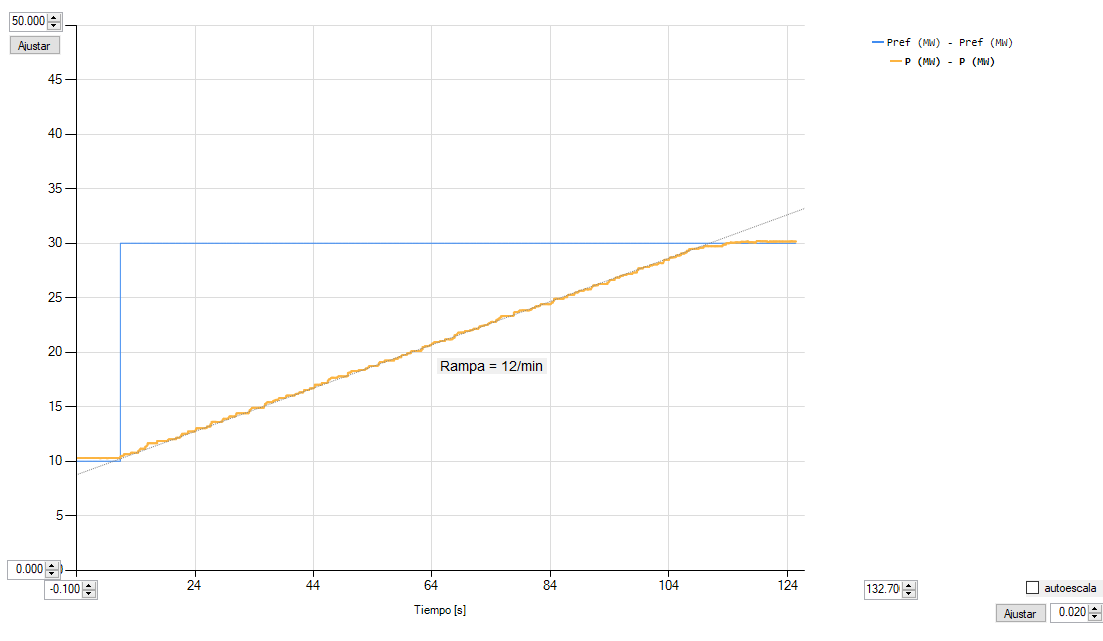 50.000
Ajustar
Pref (MW) - Pref (MW)
P (MW) - P (MW)
45
40
35
30
25
20
Rampa = 12/min
15
10
5
0.000
-0.100
24
44
64
84
104
124
132.70
autoescala
Tiempo [s]
Ajustar
0.020